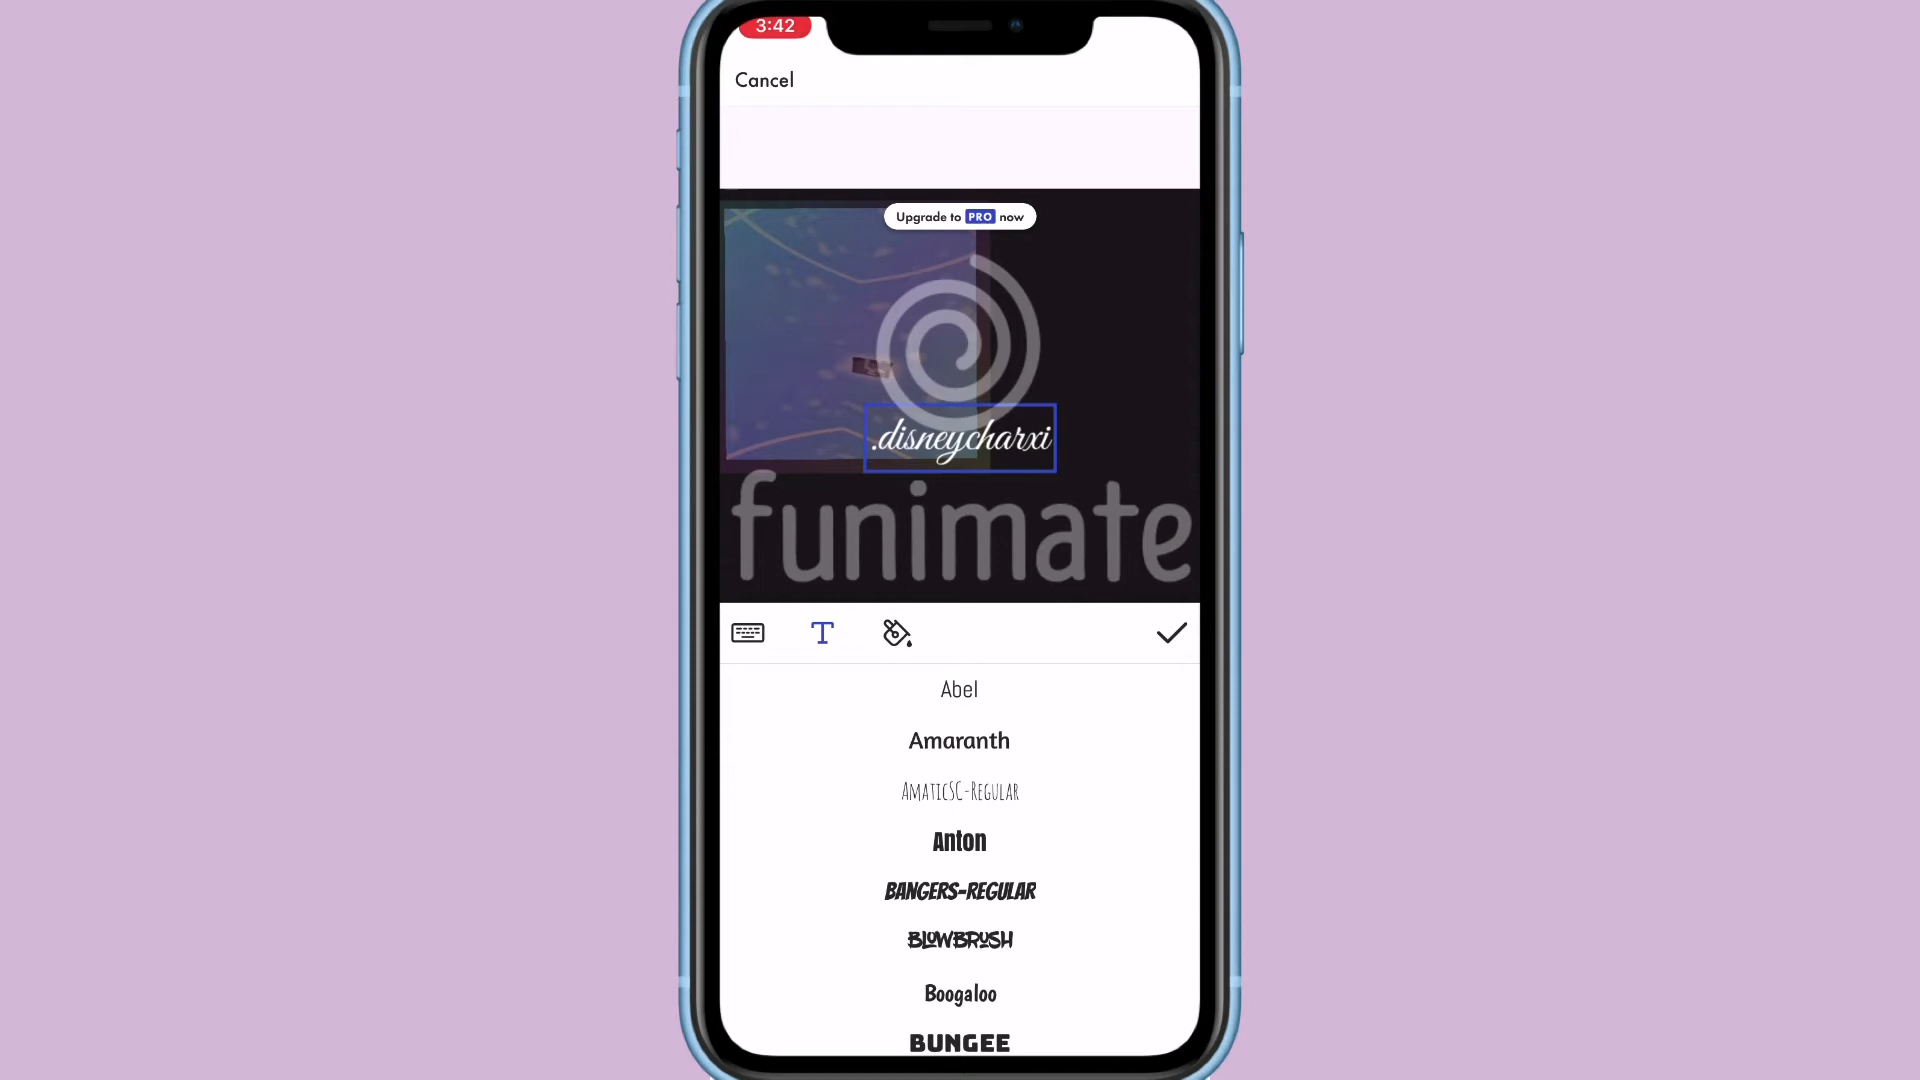 3:42
Cancel
Upgrade to PRO now
.disneycharxi
funimate
Abel
Amaranth
AmaticSC-Regular
Anton
BANGERS-REGULAR
BLOWBRUSH
Boogaloo
BUNGEE